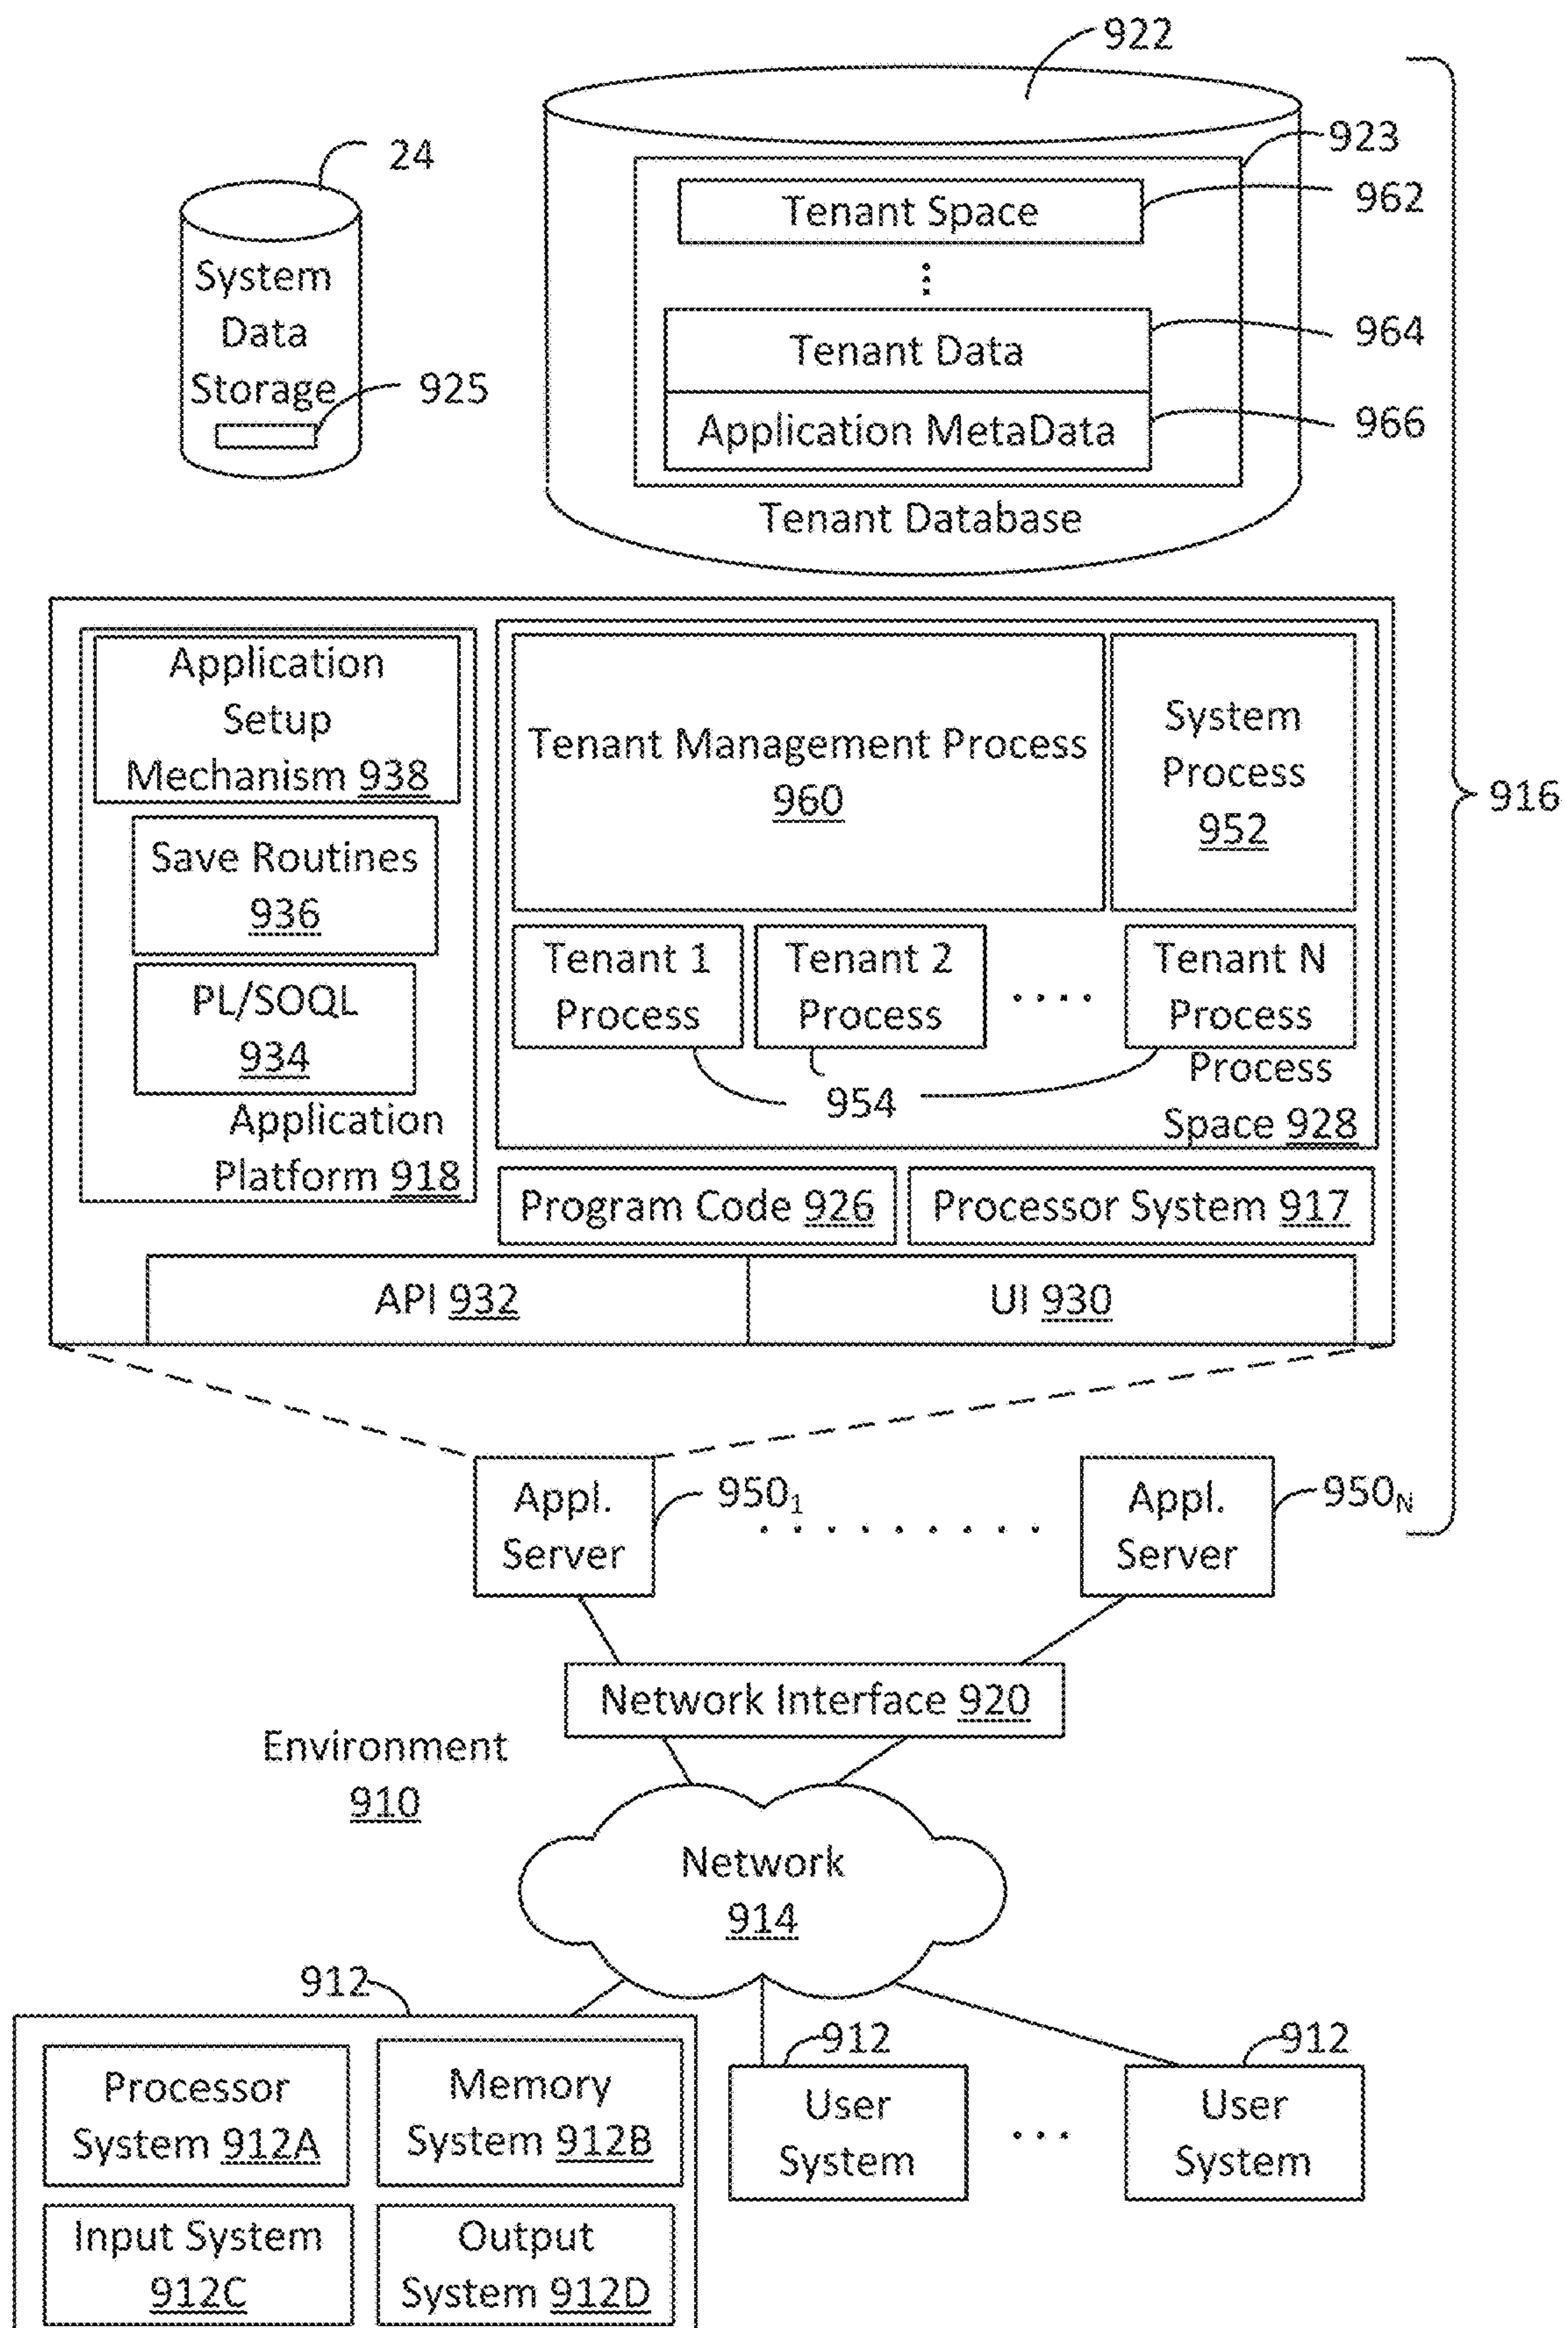 922
923
24
962
Tenant Space
System
Data
Storage
964
Tenant Data
925
966
Application MetaData
Tenant Database
Application
Setup
Mechanism 938
Tenant Management Process
960
System
Process
952
916
Save Routines
936
Tenant 1
Process
Tenant 2
Process
Tenant N
Process
PL/SOQL
934
954
Process
Space 928
Application
Platform 918
Program Code 926
Processor System 917
API 932
UI 930
Appl.
Server
950₁
Appl.
Server
950N
Network Interface 920
Environment
910
Network
914
912
912
912
Processor
System 912A
Memory
System 912B
User
System
User
System
Input System
912C
Output
System 912D